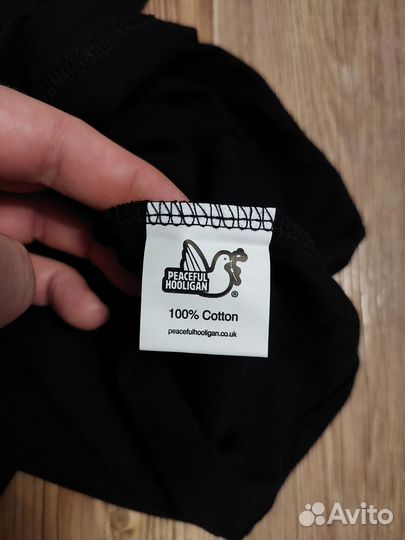 PEACEFUL
HOOLIGAN
®
100% Cotton
peacefulhooligan.co.uk
Avito